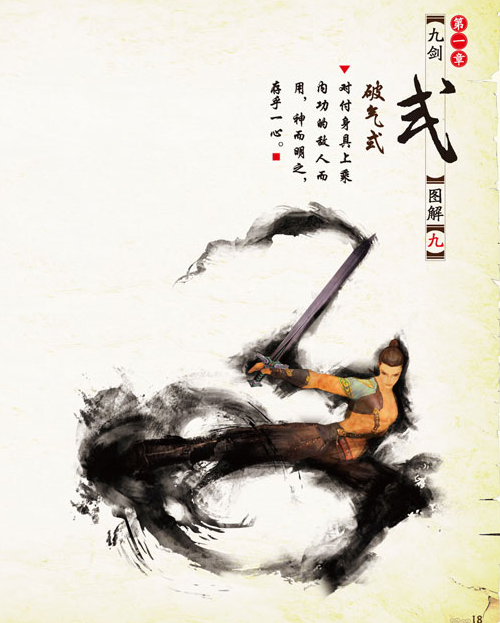 第一章
九剑
式
图解
九
破气式
对付身具上乘
内功的敌人而
用，神而明之，
存乎一心。
18